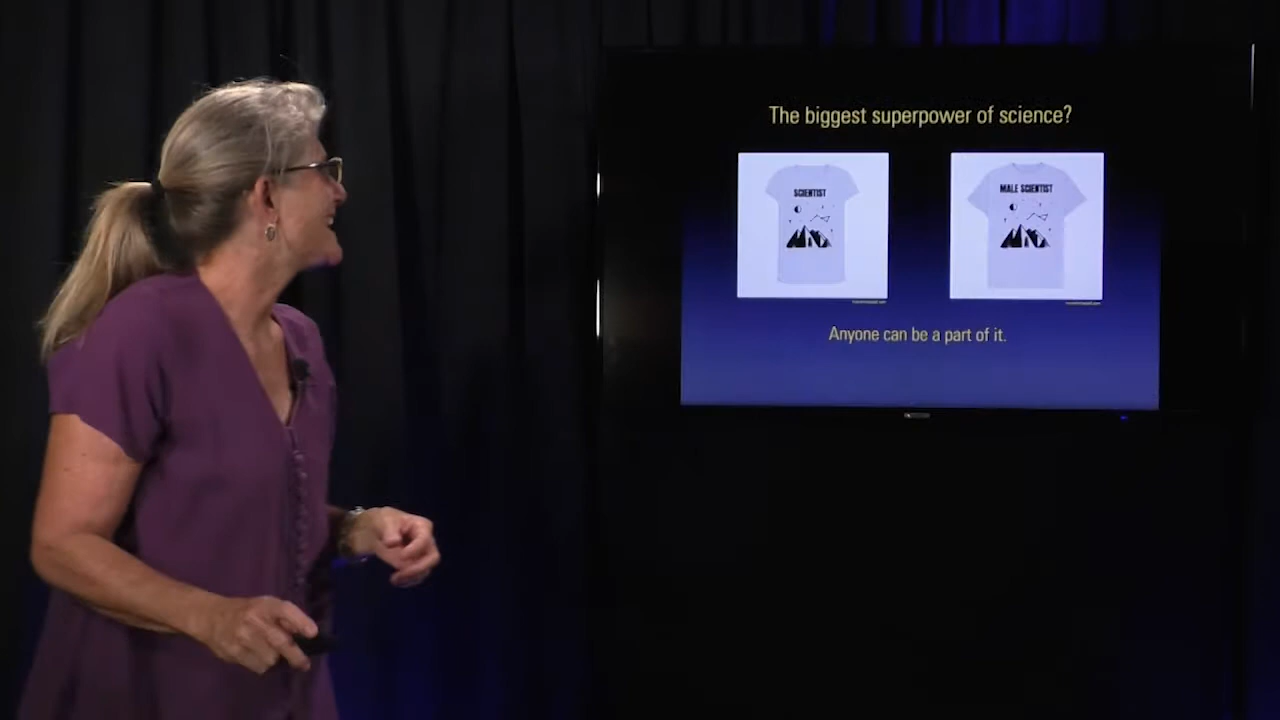 The biggest superpower of science?
SCIENTIST
MALE SCIENTIST
Anyone can be a part of it.